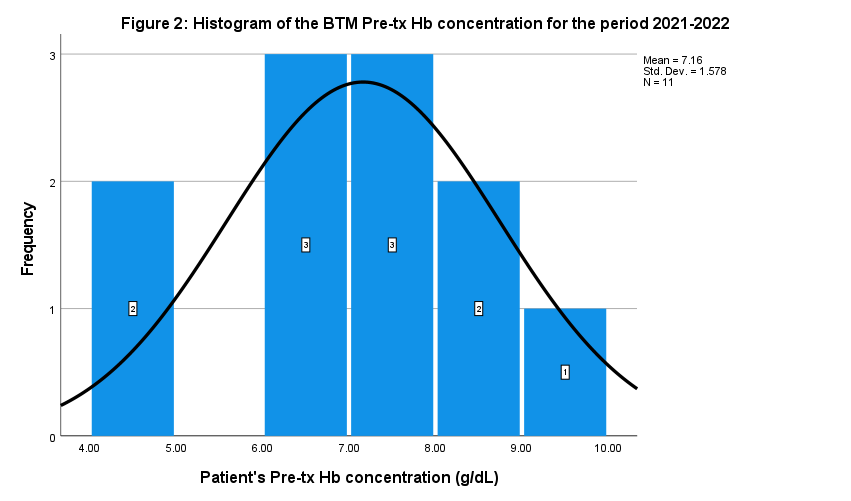 Figure 2: Histogram of the BTM Pre-tx Hb concentration for the period 2021-2022
Mean = 7.16
Std. Dev. = 1.578
N = 11
Frequency
3
2
1
0
2
3
3
2
1
4.00 5.00 6.00 7.00 8.00 9.00 10.00
Patient's Pre-tx Hb concentration (g/dL)